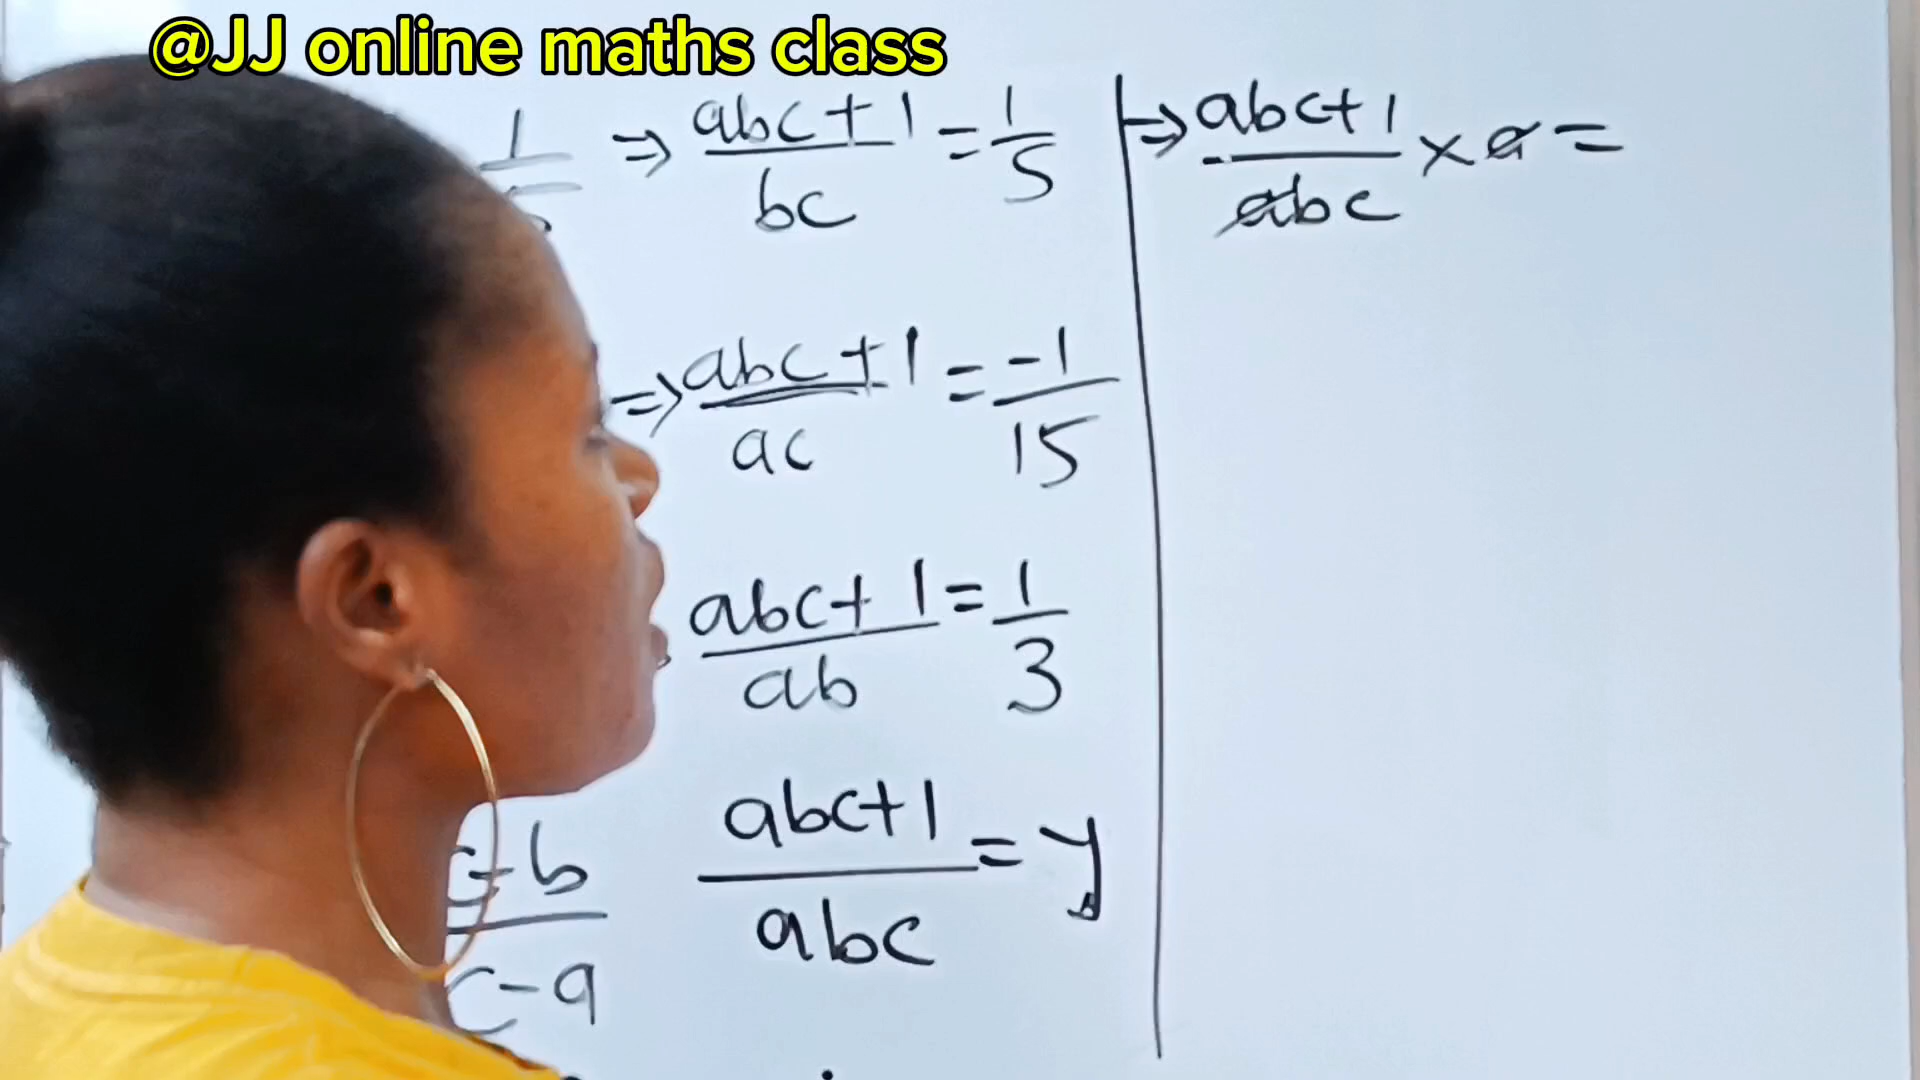 @JJ online maths class
1 ⇒ abc+1 / bc = 1/5
⇒ abc+1 / ac = -1/15
abc+1 / ab = 1/3
c-b / c-a
abc+1 / abc = y
⇒ abc+1 / abc × a =